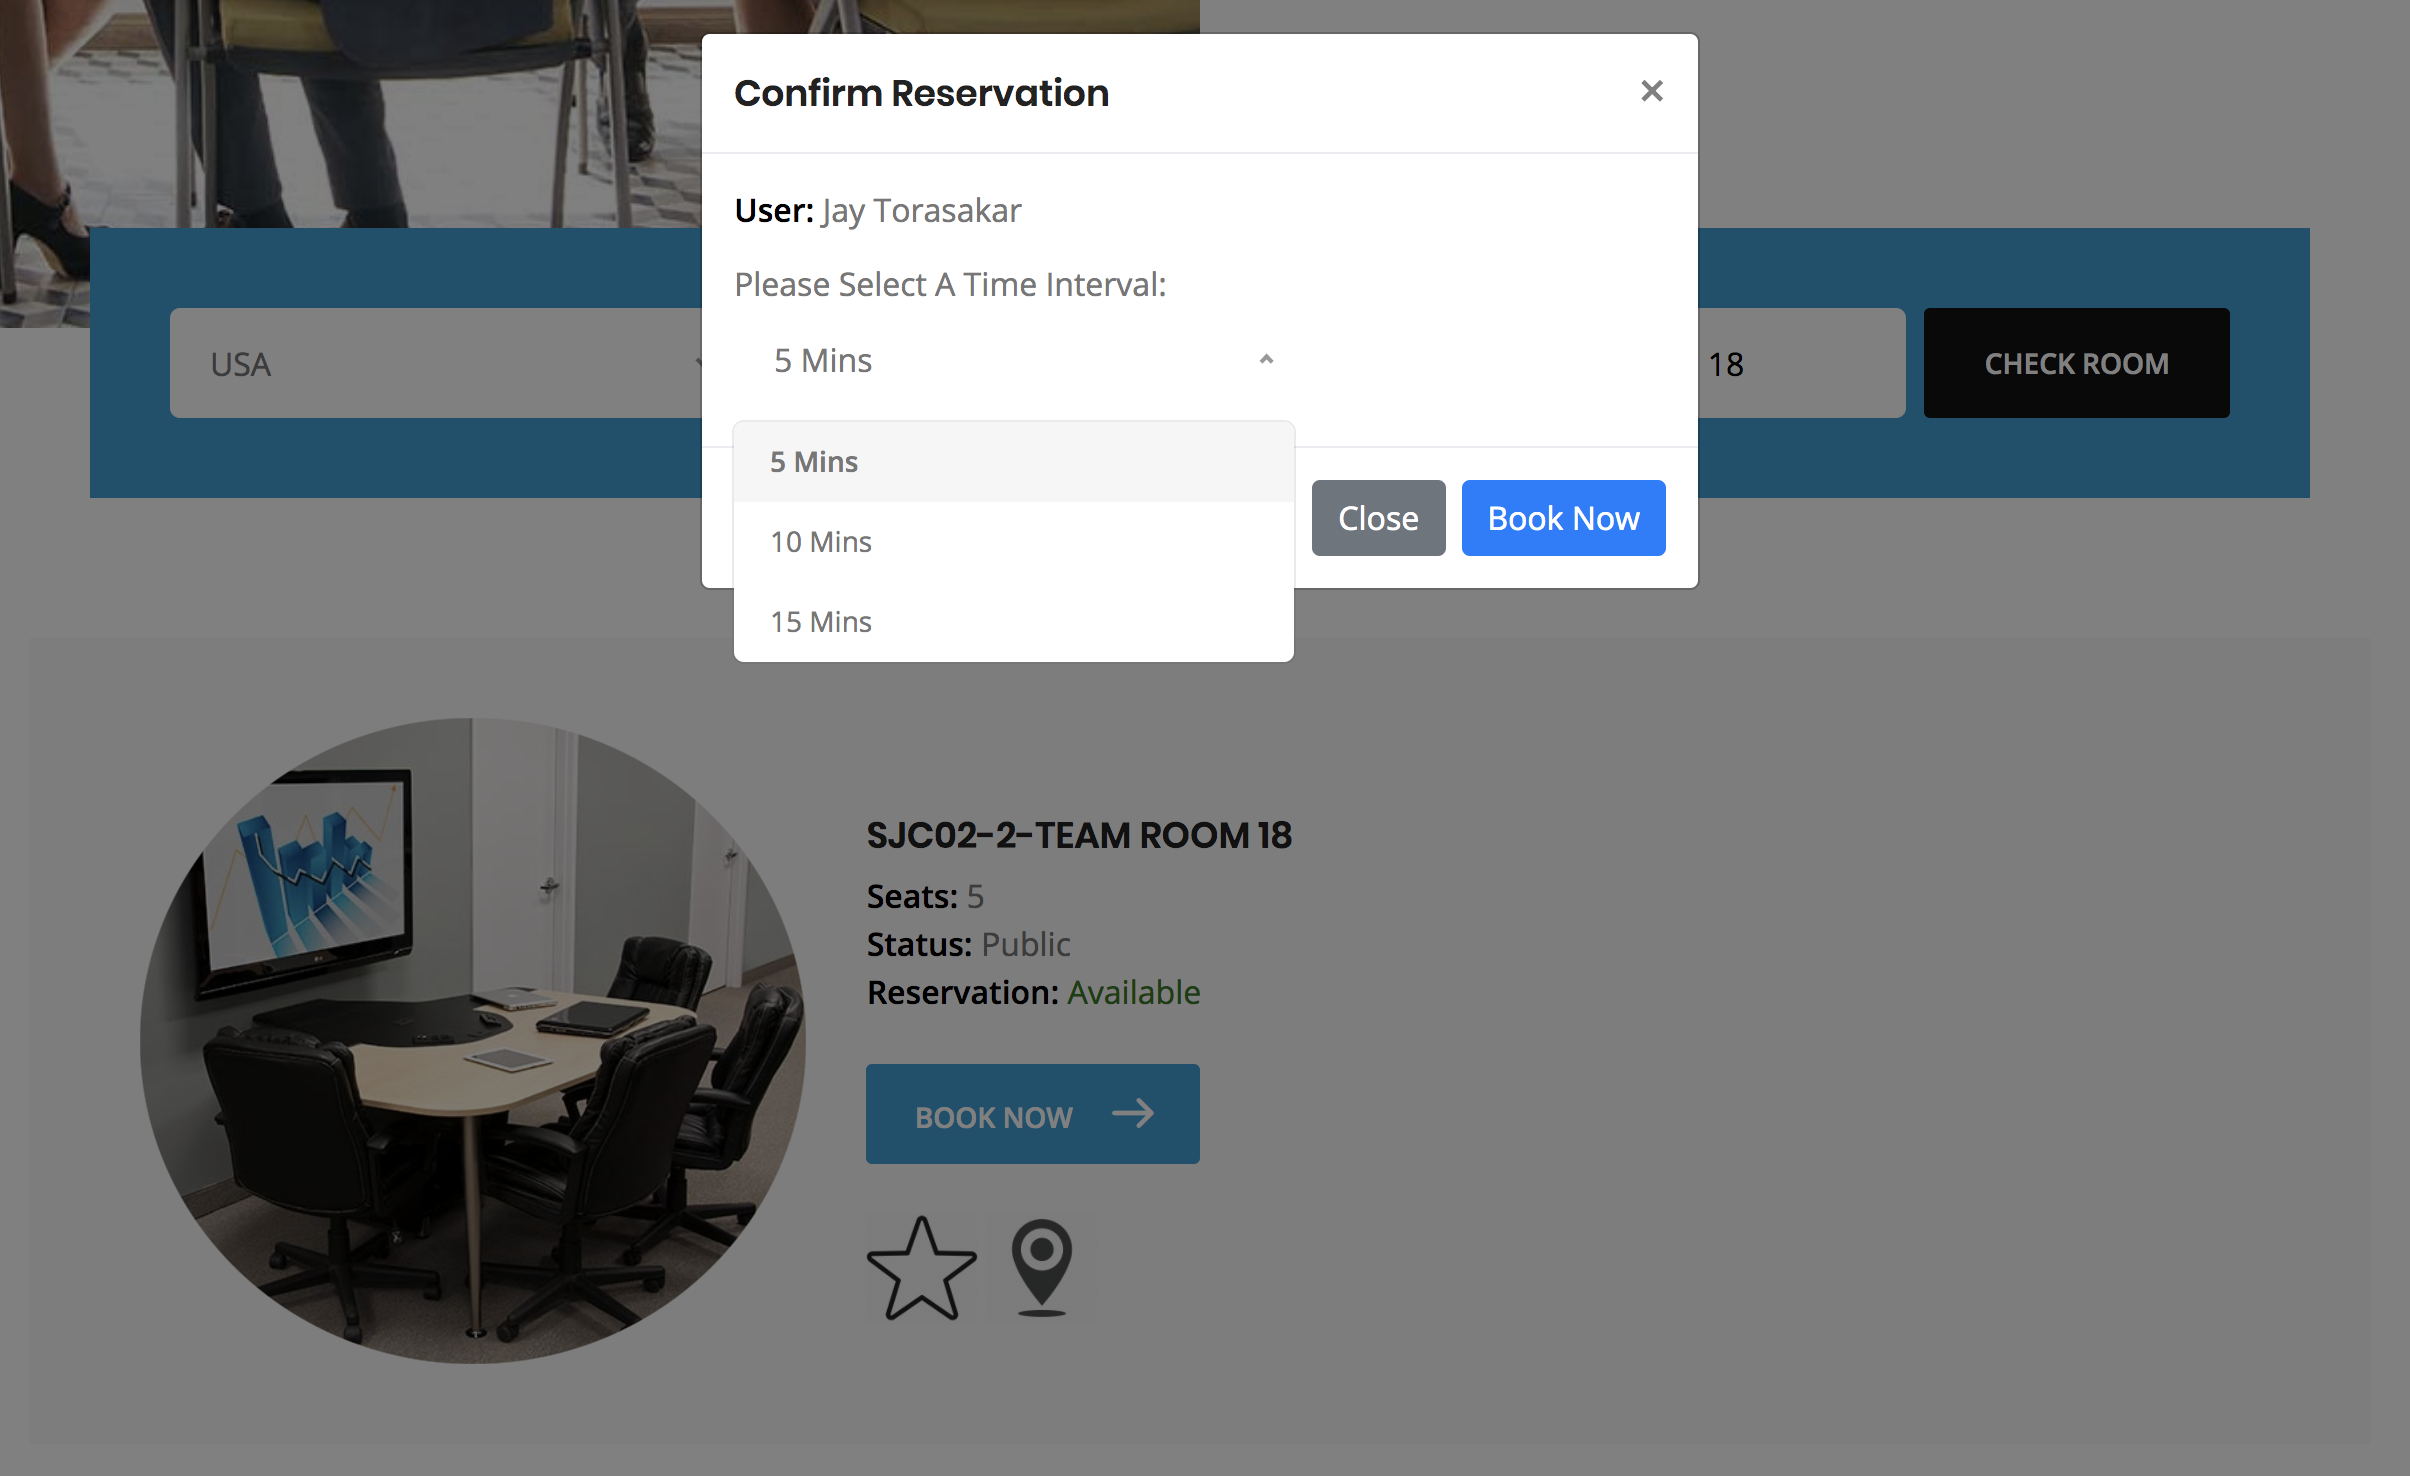 Confirm Reservation
×
User: Jay Torasakar
Please Select A Time Interval:
5 Mins
5 Mins
10 Mins
15 Mins
Close
Book Now
USA
18
CHECK ROOM
SJC02-2-TEAM ROOM 18
Seats: 5
Status: Public
Reservation: Available
BOOK NOW